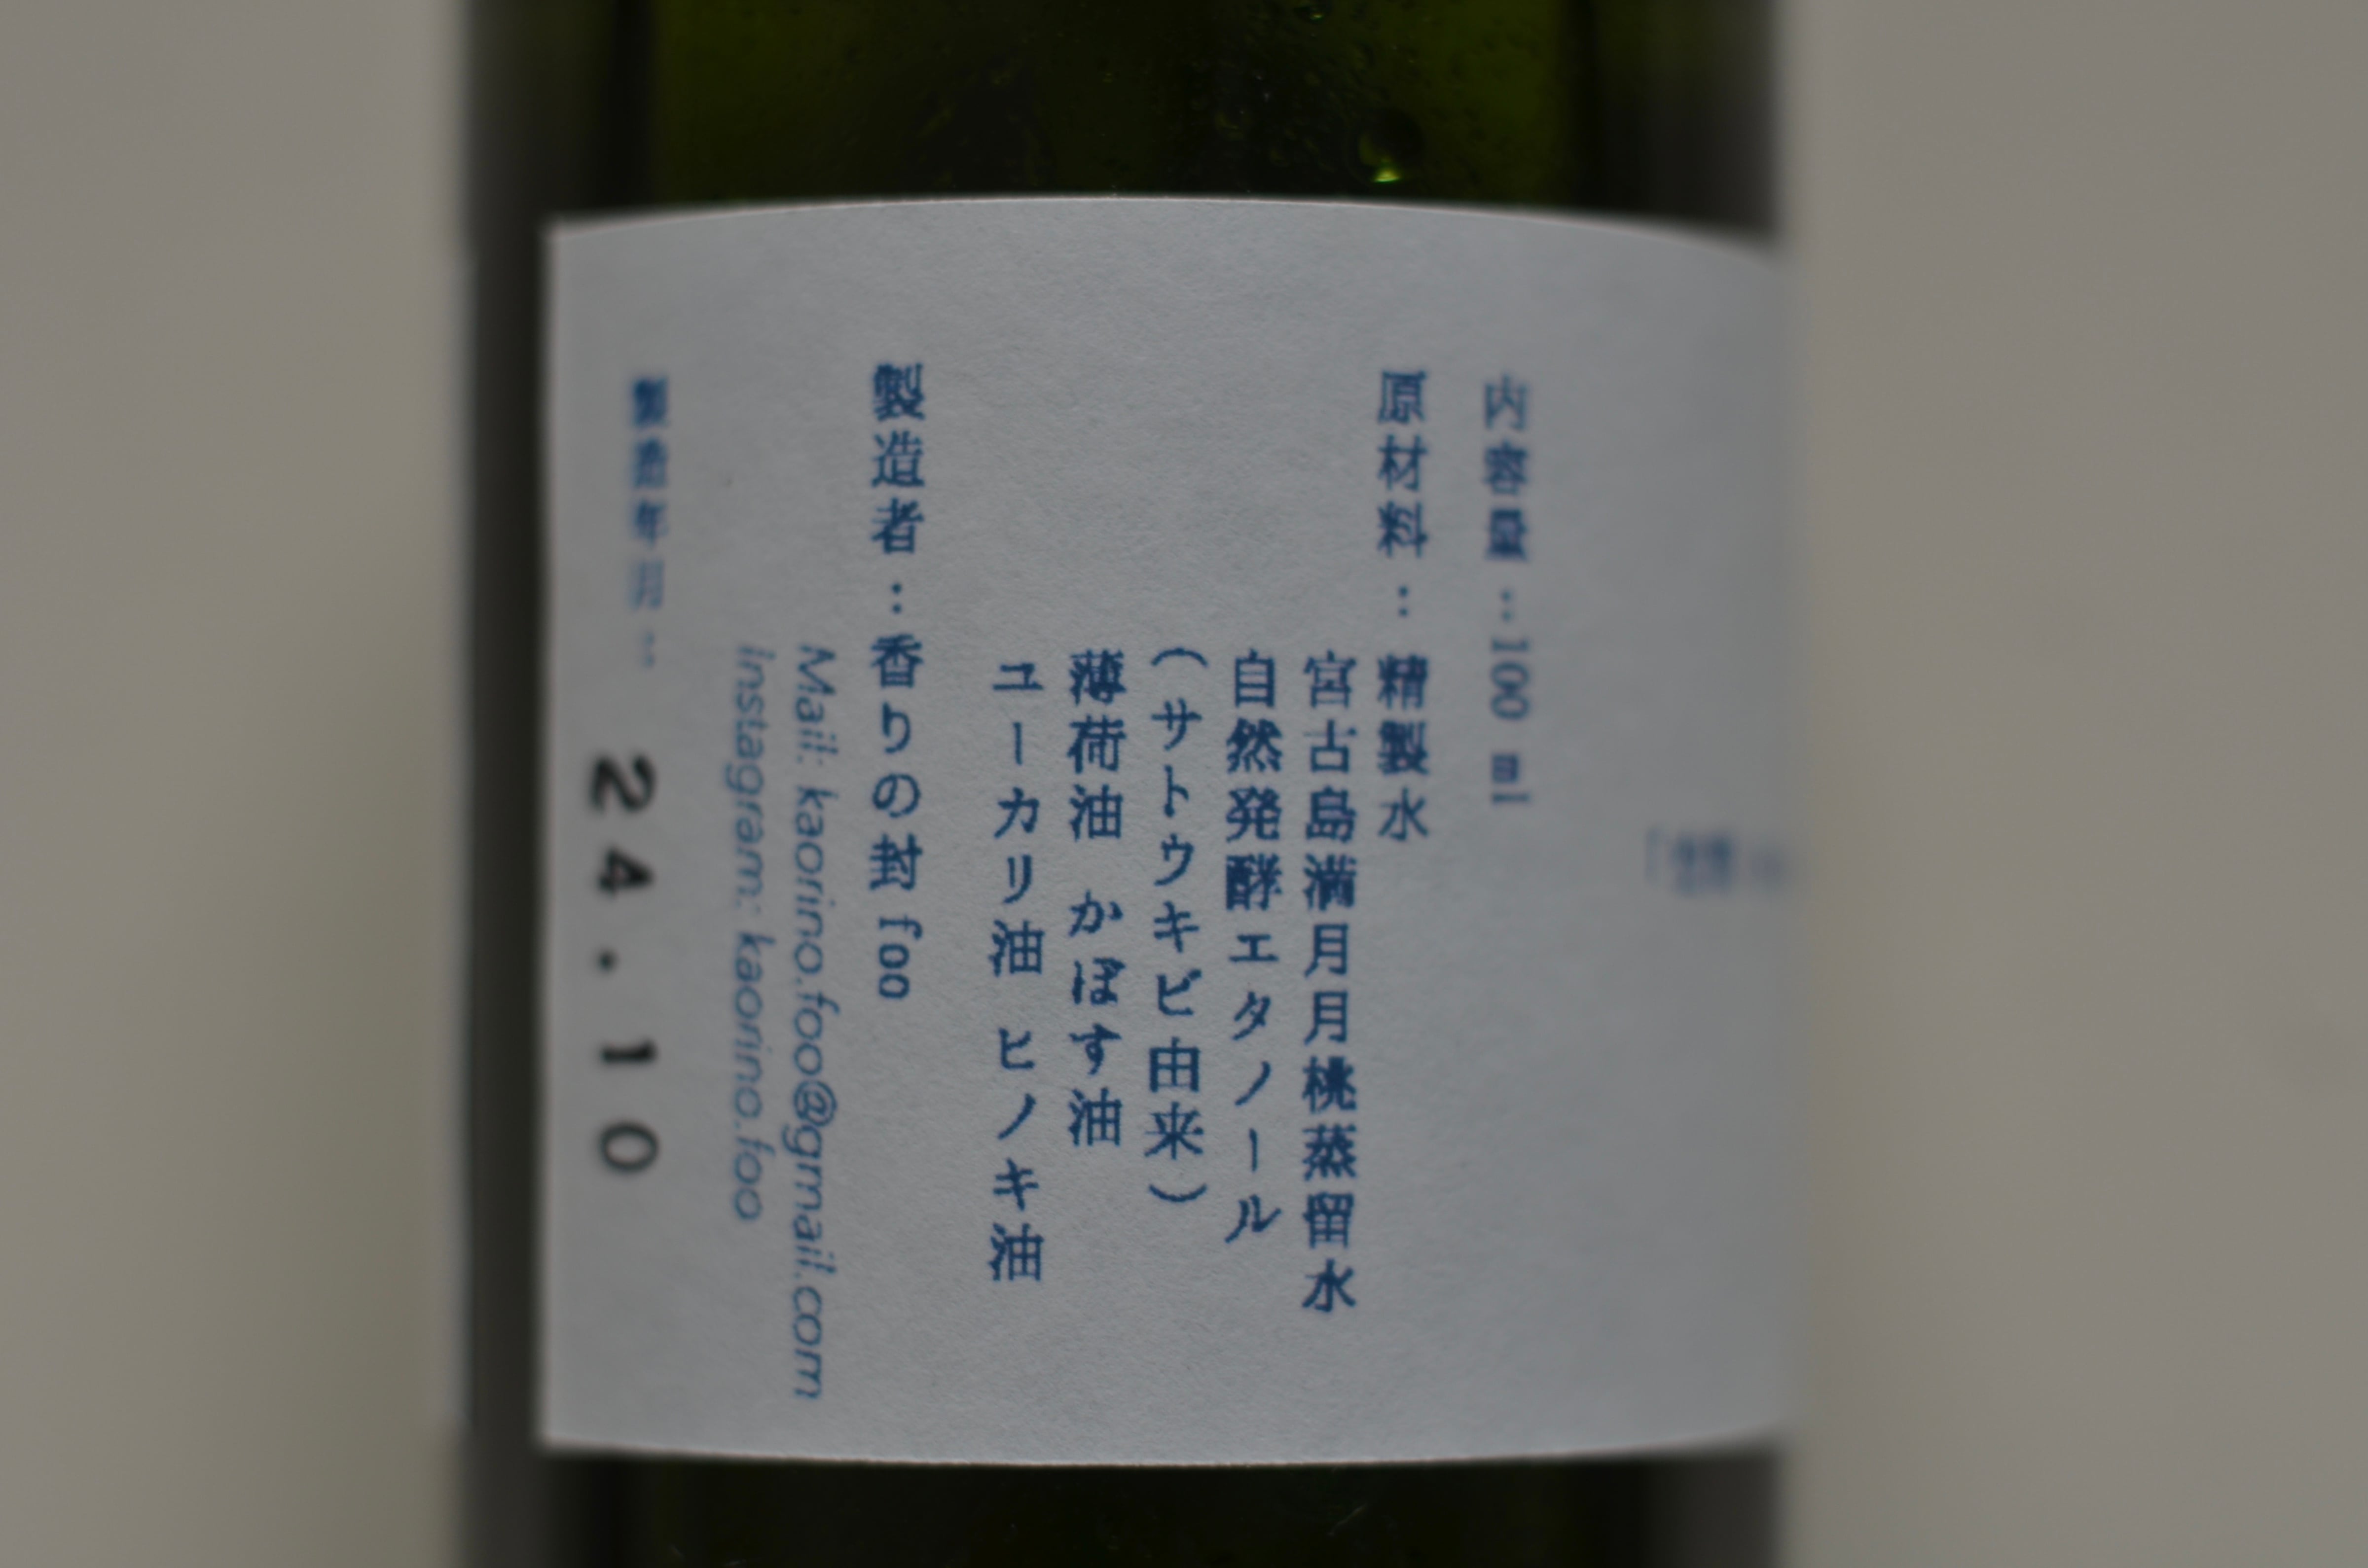 内容量：100 ml
原材料：精製水
宮古島満月月桃蒸留水
自然発酵エタノール
（サトウキビ由来）
薄荷油 かぼす油
ユーカリ油 ヒノキ油
製造者：香りの封 foo
Mail: kaorino.foo@gmail.com
instagram: kaorino.foo
製造年月： 24.10